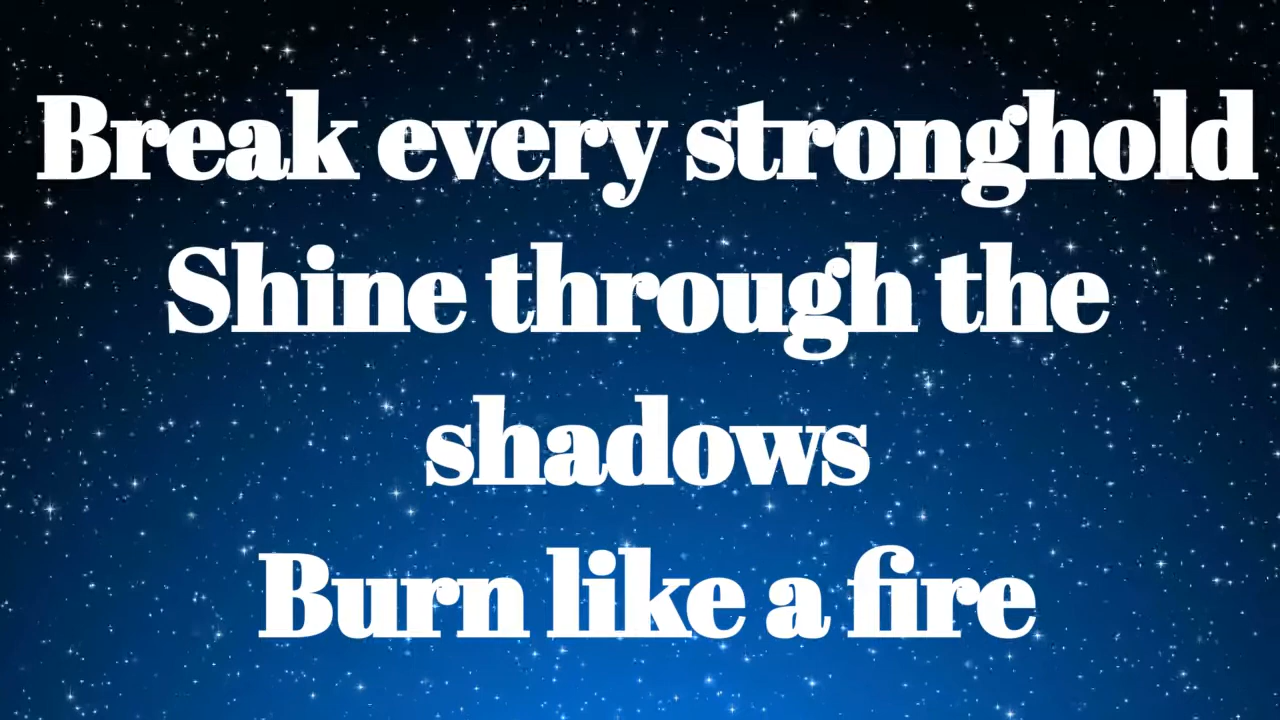 Break every stronghold
Shine through the
shadows
Burn like a fire